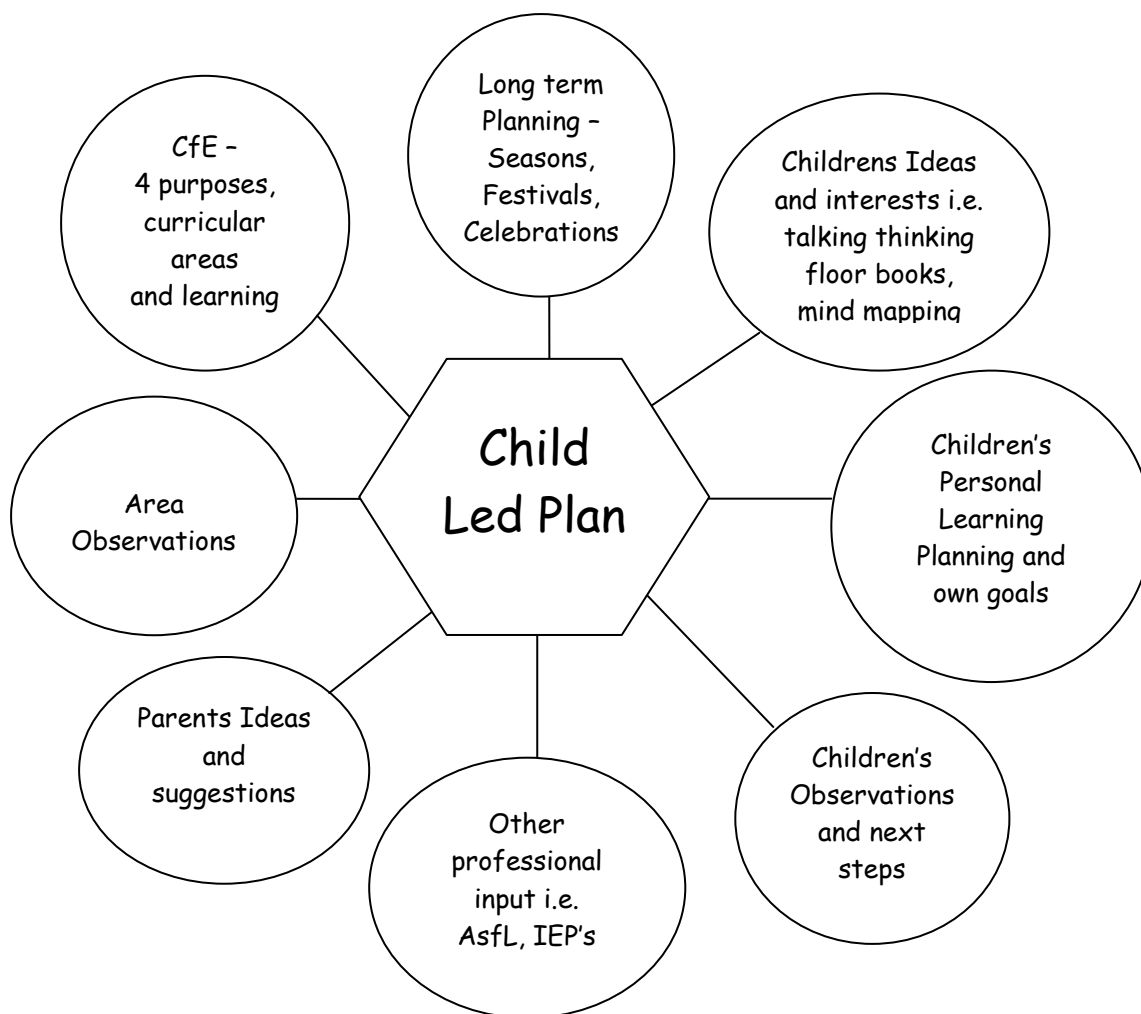 Long term
Planning –
Seasons,
Festivals,
Celebrations
CfE –
4 purposes,
curricular
areas
and learning
Childrens Ideas
and interests i.e.
talking thinking
floor books,
mind mapping
Child
Led Plan
Children's
Personal
Learning
Planning and
own goals
Area
Observations
Parents Ideas
and
suggestions
Children's
Observations
and next
steps
Other
professional
input i.e.
AsfL, IEP's